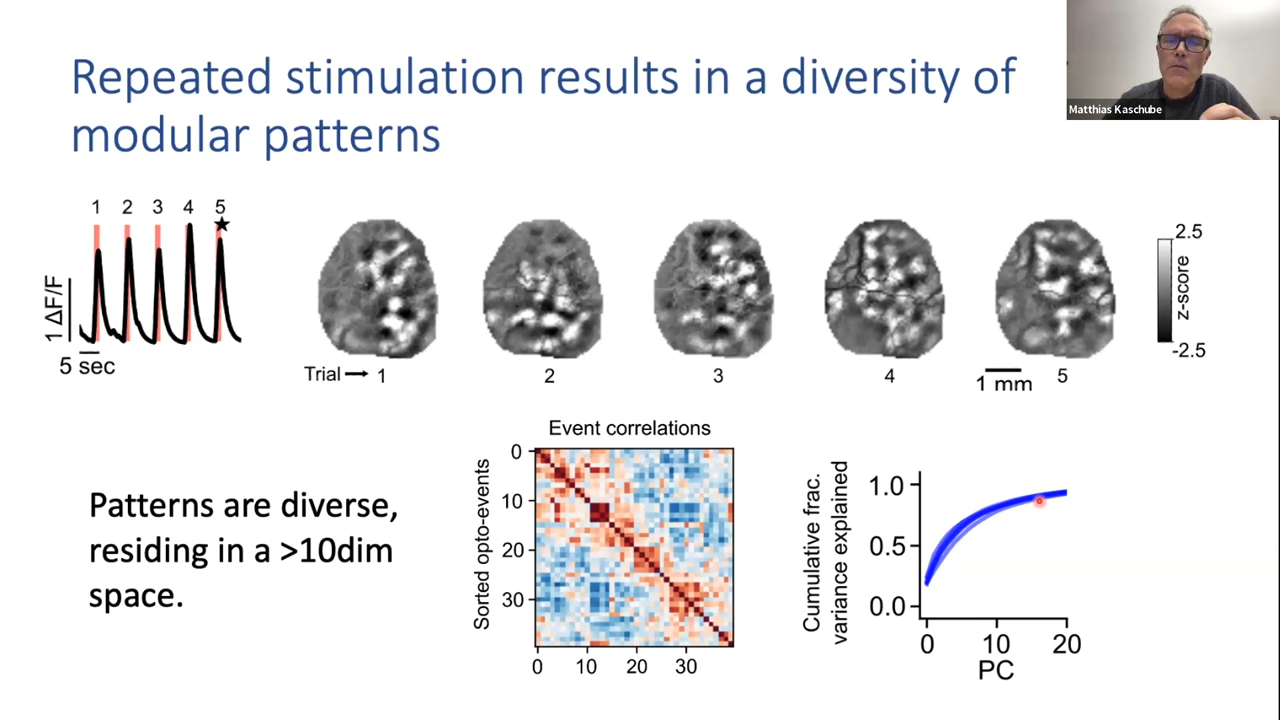 Repeated stimulation results in a diversity of
modular patterns
Matthias Kaschube
1 2 3 4 5
★
1 ΔF/F
5 sec
Trial → 1 2 3 4 5
1 mm
2.5
z-score
-2.5
Patterns are diverse,
residing in a >10dim
space.
Event correlations
Sorted opto-events
0
10
20
30
0 10 20 30
Cumulative frac.
variance explained
1.0
0.5
0.0
0 10 20
PC